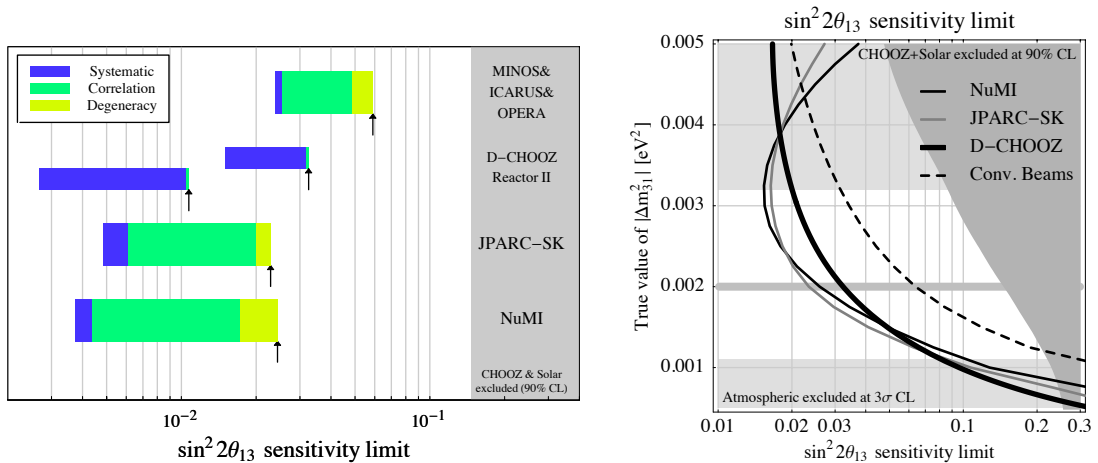 Systematic
Correlation
Degeneracy
MINOS&
ICARUS&
OPERA
D−CHOOZ
Reactor II
JPARC−SK
NuMI
CHOOZ & Solar
excluded (90% CL)
10⁻²
10⁻¹
sin² 2θ₁₃ sensitivity limit
sin² 2θ₁₃ sensitivity limit
CHOOZ+Solar excluded at 90% CL
NuMI
JPARC−SK
D−CHOOZ
Conv. Beams
0.005
0.004
0.003
0.002
0.001
True value of |Δm²₃₁| [eV²]
Atmospheric excluded at 3σ CL
0.01
0.02
0.03
0.1
0.2
0.3
sin² 2θ₁₃ sensitivity limit